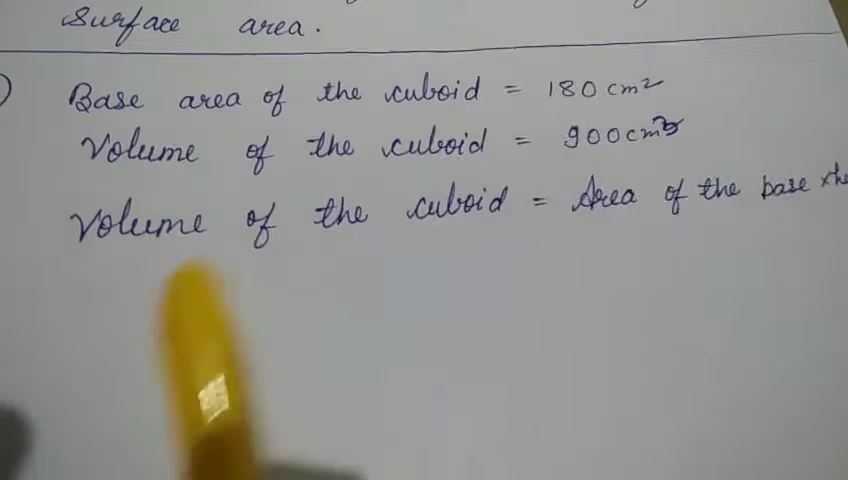 surface area.
)
Base area of the cuboid = 180 cm²
Volume of the cuboid = 900 cm³
Volume of the cuboid = Area of the base ×he